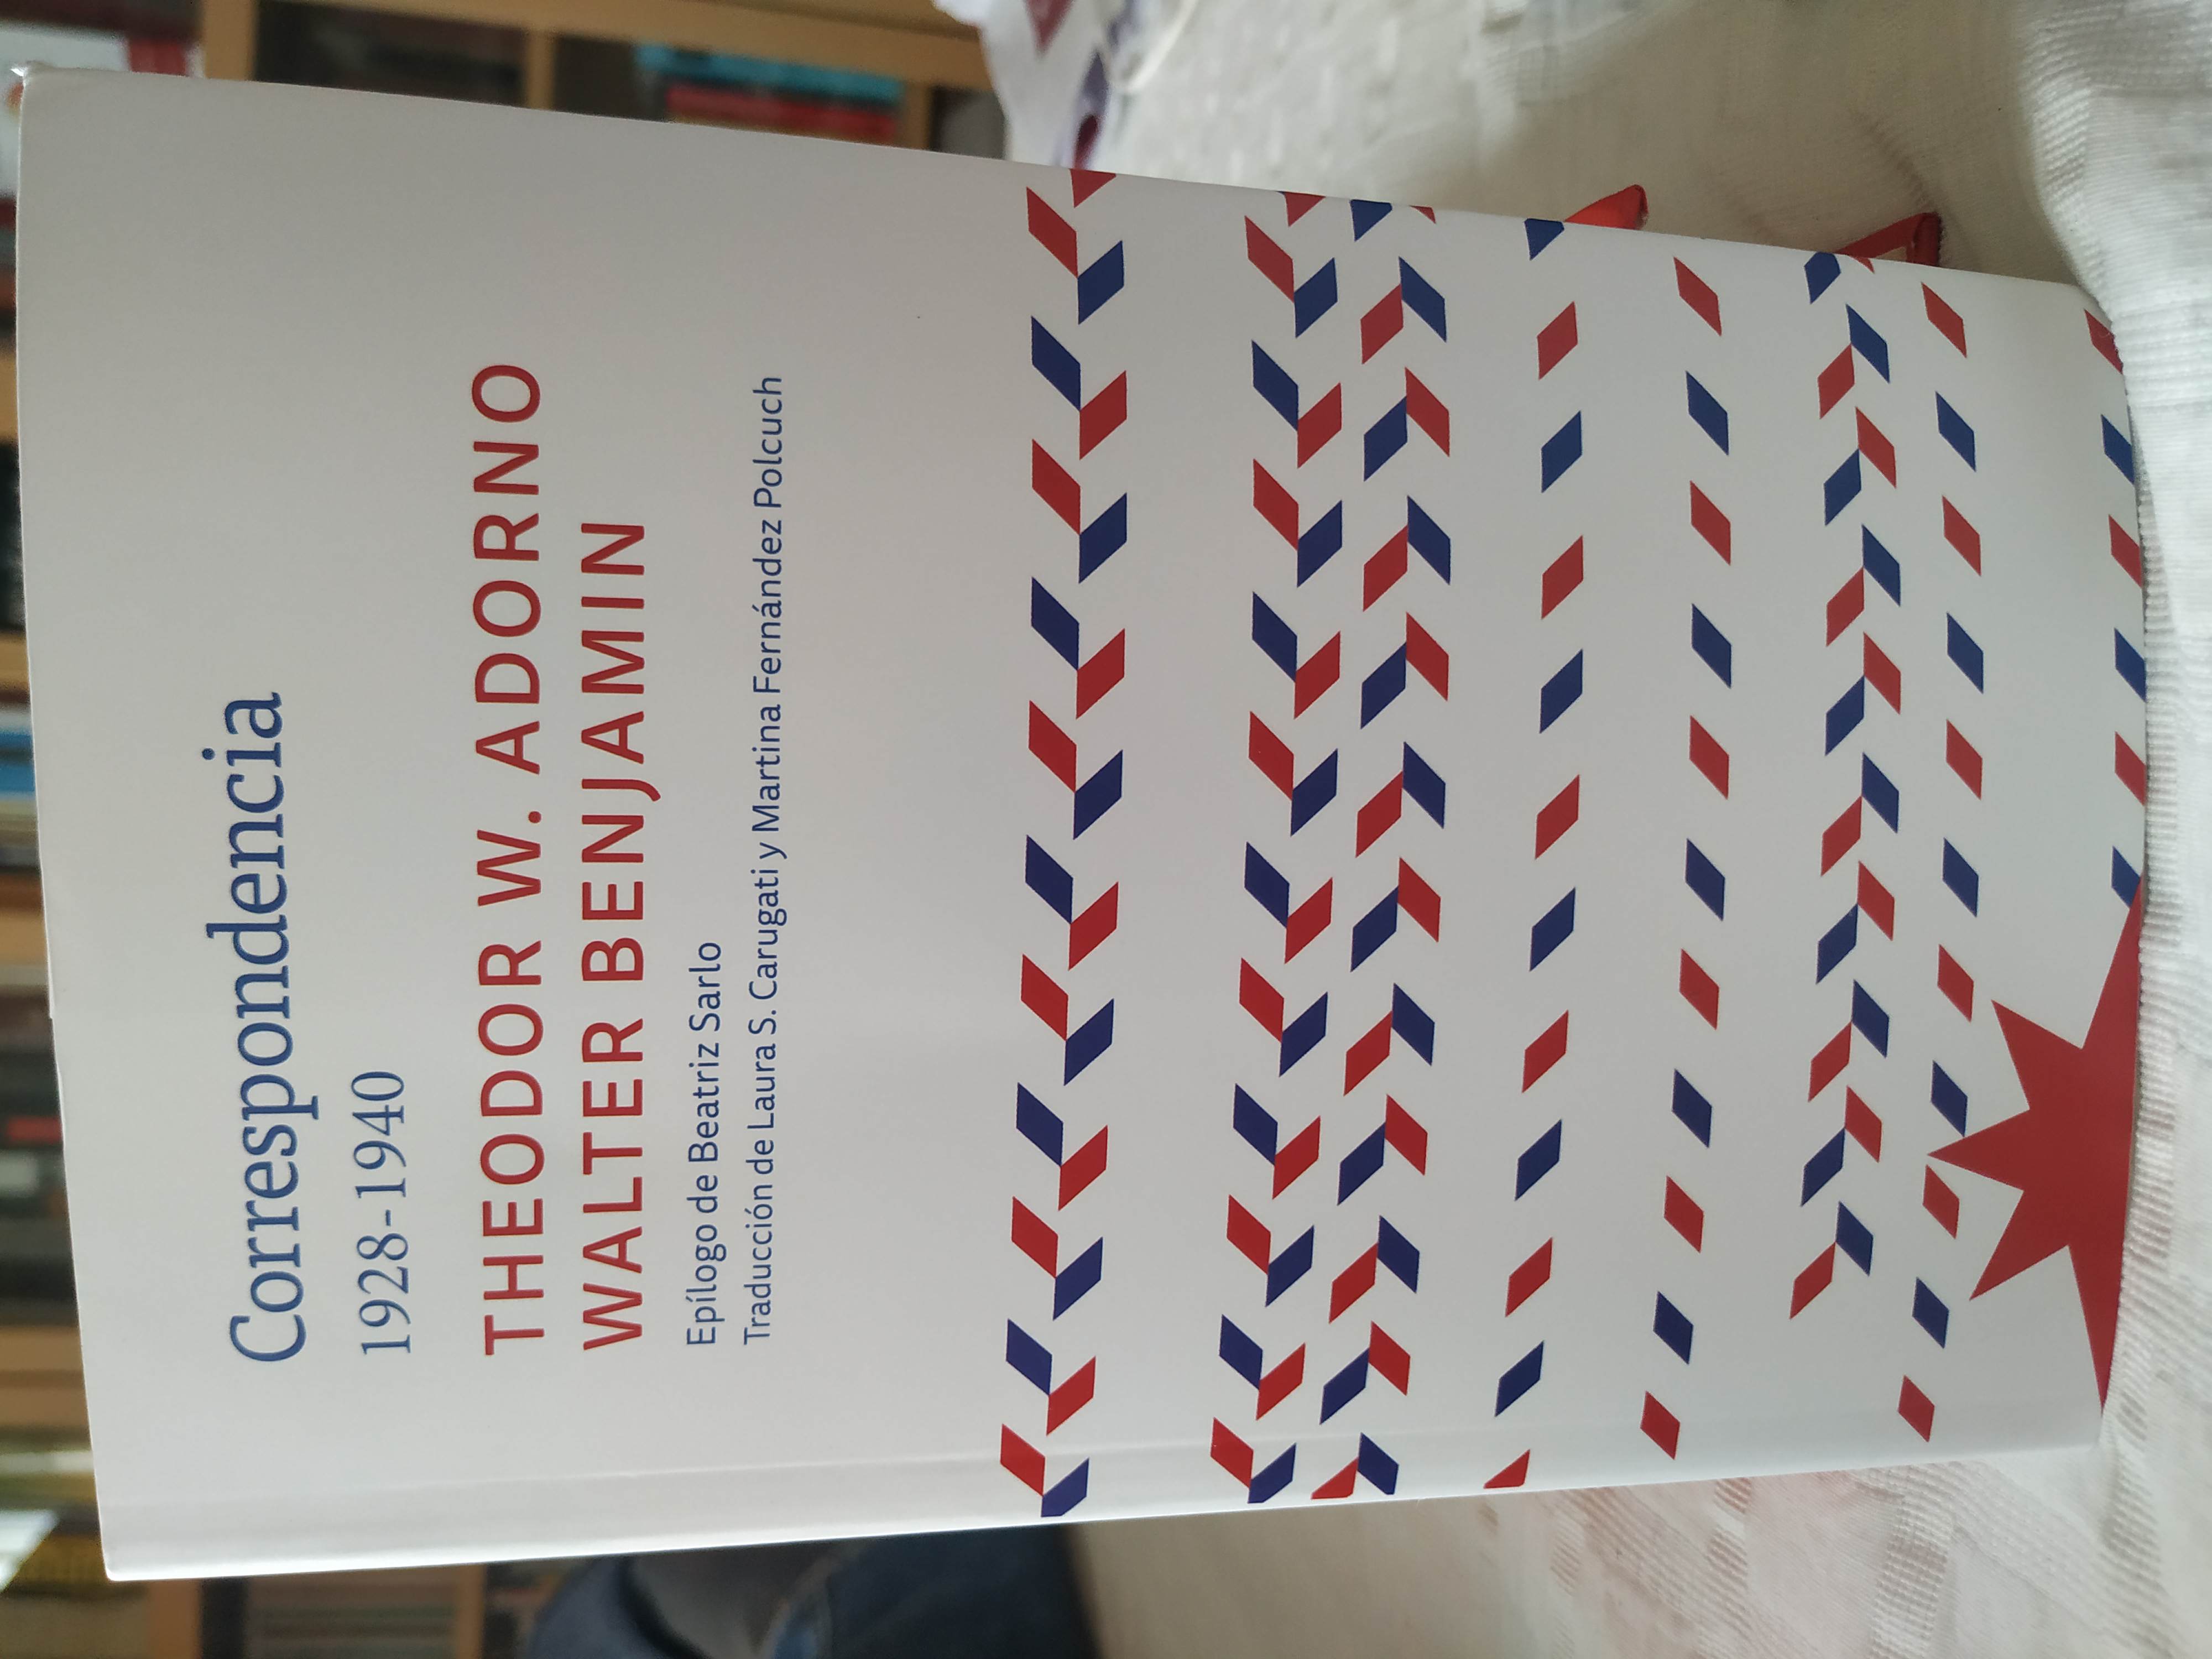 Correspondencia
1928-1940
THEODOR W. ADORNO
WALTER BENJAMIN
Epílogo de Beatriz Sarlo
Traducción de Laura S. Carugati y Martina Fernández Polcuch